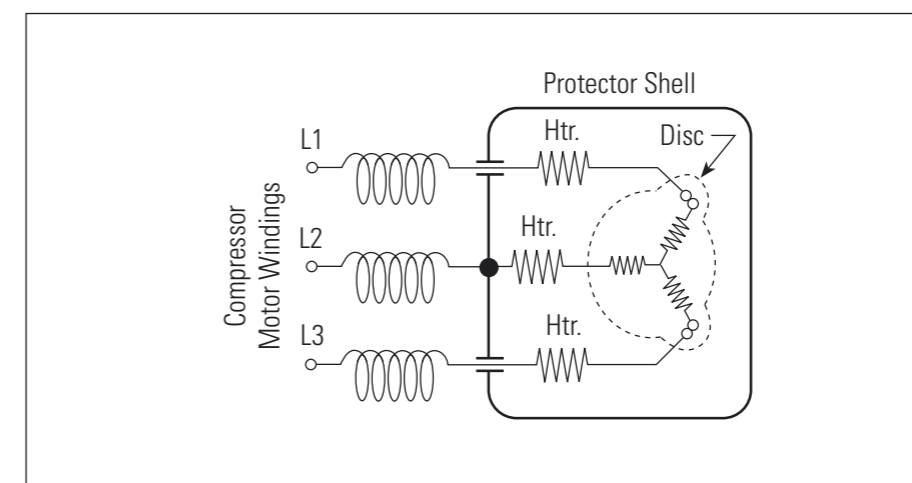 Protector Shell
L1
Htr.
Disc
L2
Htr.
Compressor
Motor Windings
L3
Htr.